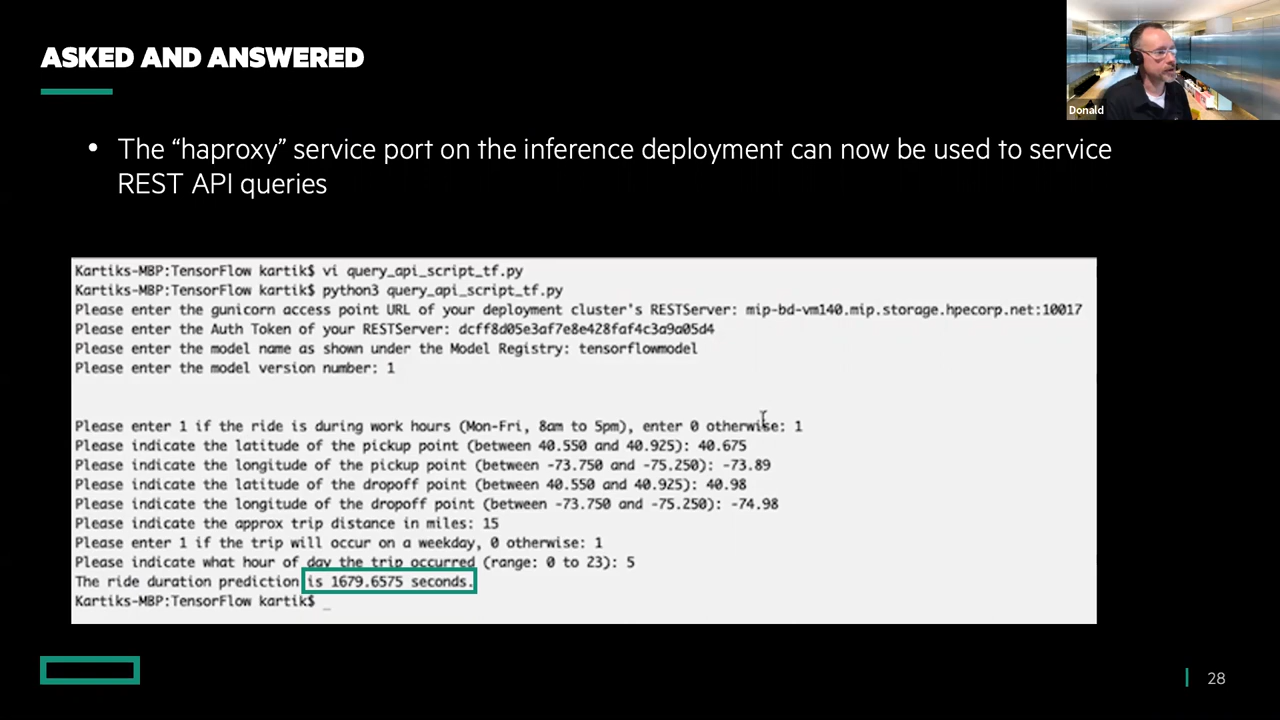 ASKED AND ANSWERED
Donald
• The “haproxy” service port on the inference deployment can now be used to service
REST API queries
Kartiks-MBP:TensorFlow kartik$ vi query_api_script_tf.py
Kartiks-MBP:TensorFlow kartik$ python3 query_api_script_tf.py
Please enter the gunicorn access point URL of your deployment cluster's RESTServer: mip-bd-vm140.mip.storage.hpecorp.net:10017
Please enter the Auth Token of your RESTServer: dcff8d05e3af7e8e428faf4c3a9a05d4
Please enter the model name as shown under the Model Registry: tensorflowmodel
Please enter the model version number: 1
Please enter 1 if the ride is during work hours (Mon-Fri, 8am to 5pm), enter 0 otherwise: 1
Please indicate the latitude of the pickup point (between 40.550 and 40.925): 40.675
Please indicate the longitude of the pickup point (between -73.750 and -75.250): -73.89
Please indicate the latitude of the dropoff point (between 40.550 and 40.925): 40.98
Please indicate the longitude of the dropoff point (between -73.750 and -75.250): -74.98
Please indicate the approx trip distance in miles: 15
Please enter 1 if the trip will occur on a weekday, 0 otherwise: 1
Please indicate what hour of day the trip occurred (range: 0 to 23): 5
The ride duration prediction is 1679.6575 seconds.
Kartiks-MBP:TensorFlow kartik$ _
28